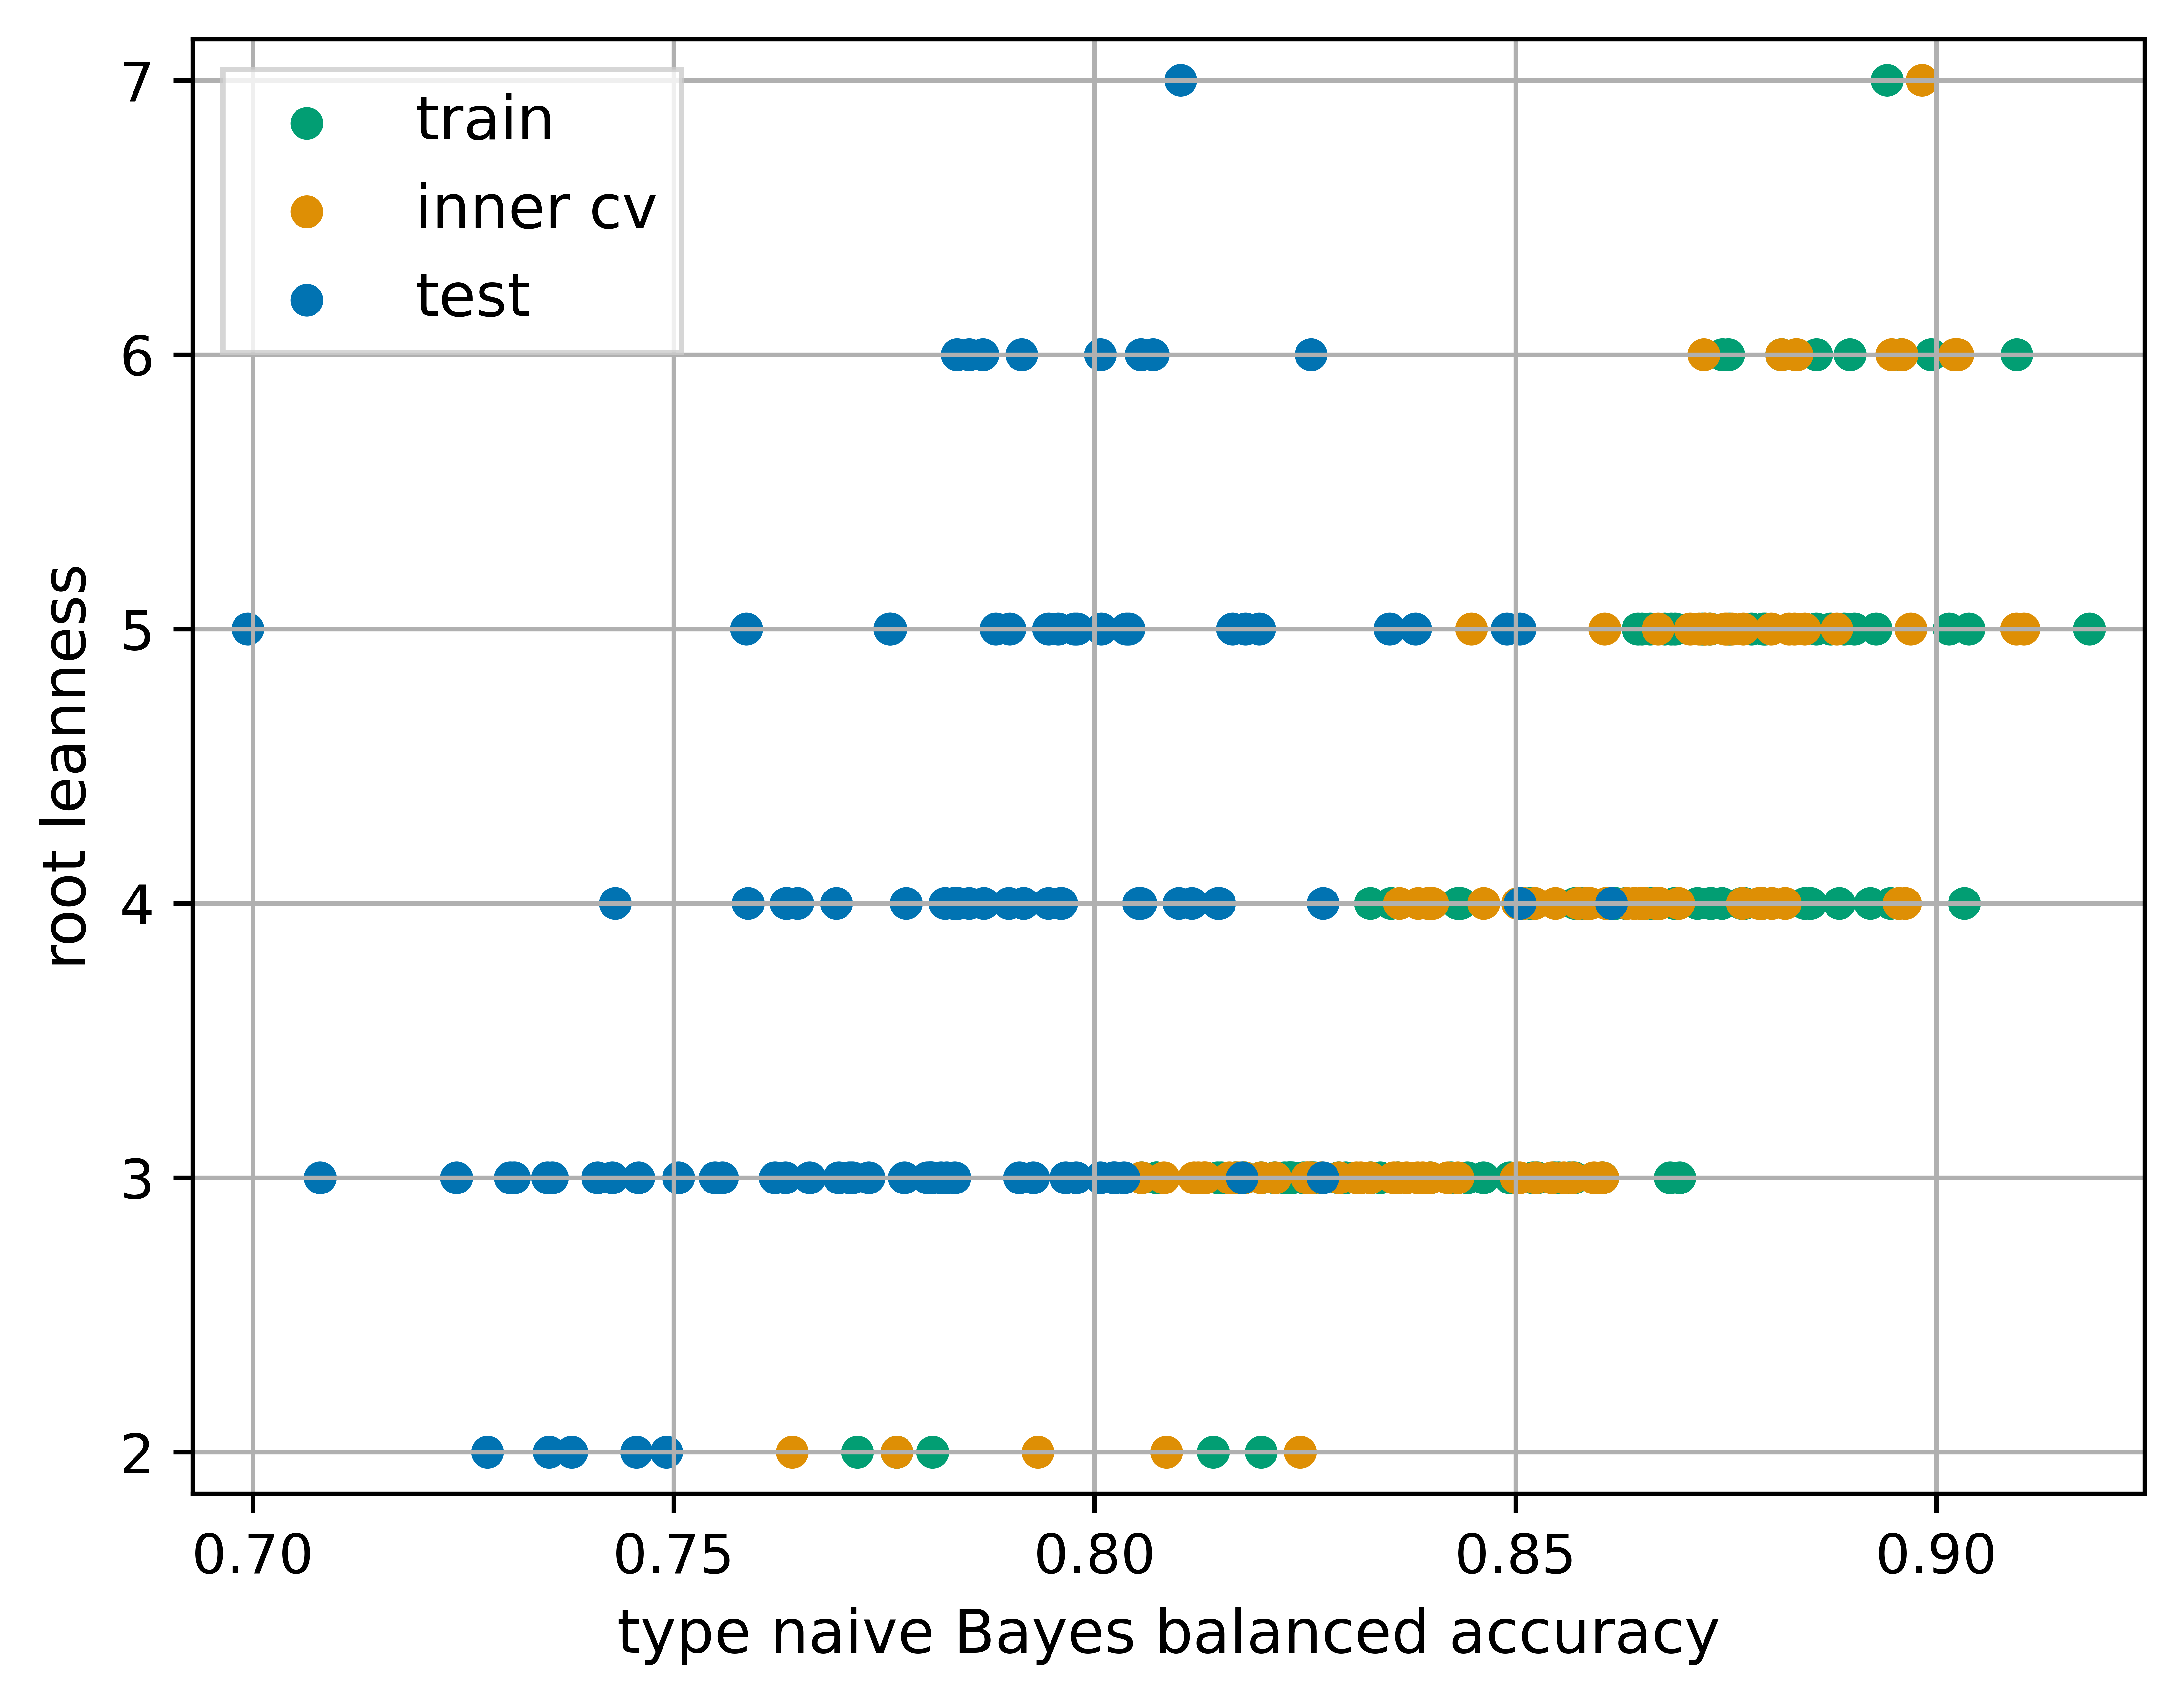 train
inner cv
test
7
6
5
4
3
2
root leanness
0.70 0.75 0.80 0.85 0.90
type naive Bayes balanced accuracy